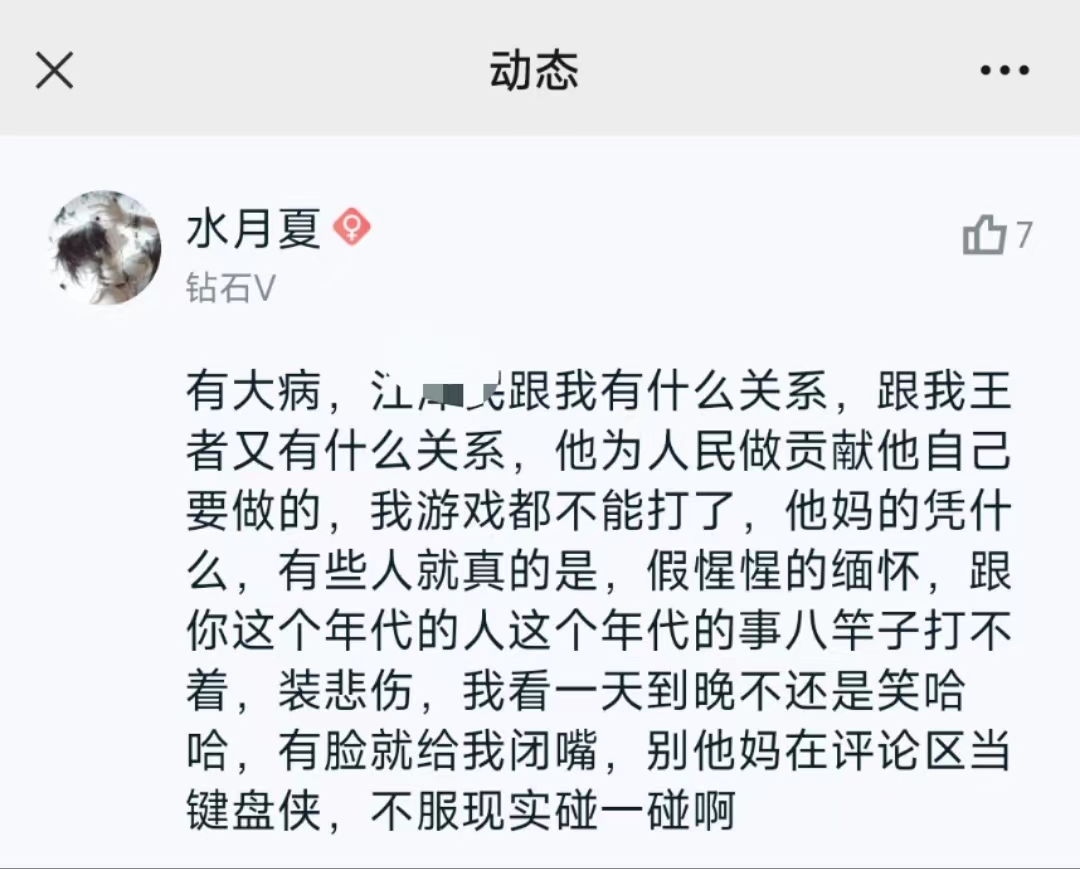 动态
水月夏
7
钻石V
有大病，江 跟我有什么关系，跟我王
者又有什么关系，他为人民做贡献他自己
要做的，我游戏都不能打了，他妈的凭什
么，有些人就真的是，假惺惺的缅怀，跟
你这个年代的人这个年代的事八竿子打不
着，装悲伤，我看一天到晚不还是笑哈
哈，有脸就给我闭嘴，别他妈在评论区当
键盘侠，不服现实碰一碰啊